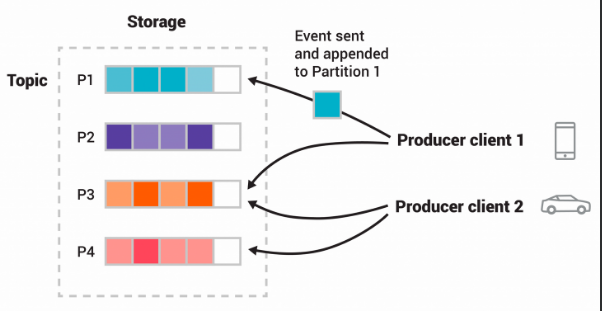 Storage
Event sent
and appended
to Partition 1
Topic
P1
P2
P3
P4
Producer client 1
Producer client 2